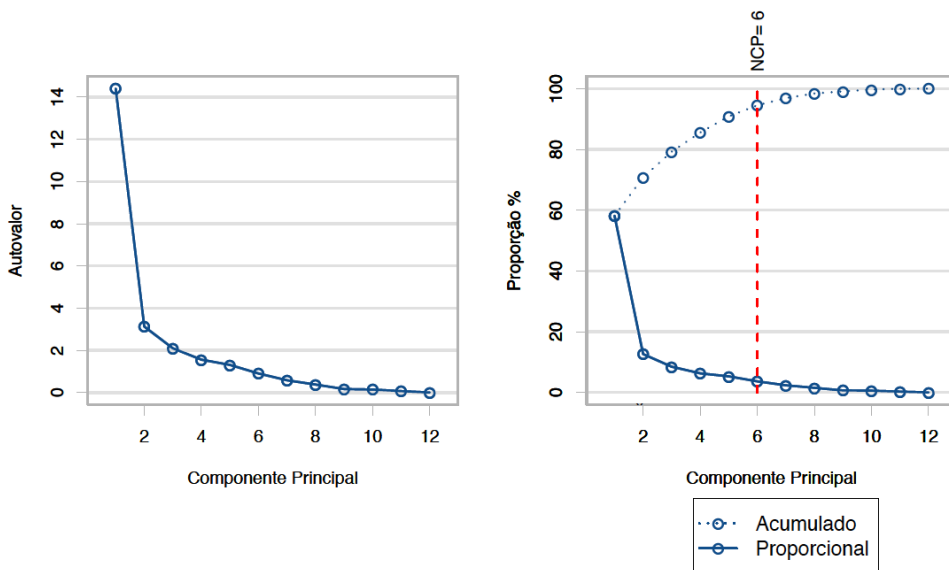 14
12
10
8
6
4
2
0
Autovalor
2 4 6 8 10 12
Componente Principal
NCP= 6
100
80
60
40
20
0
Proporção %
2 4 6 8 10 12
Componente Principal
Acumulado
Proporcional